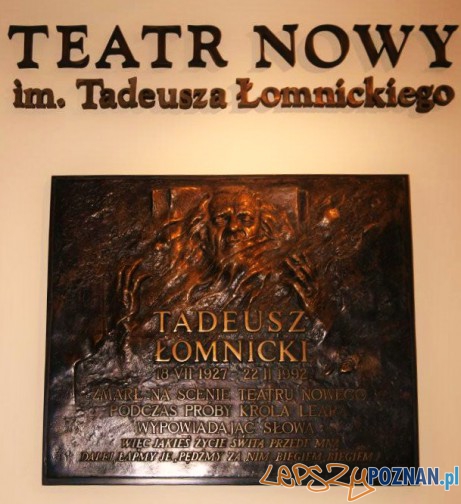 TEATR NOWY
im. Tadeusza Łomnickiego
TADEUSZ
ŁOMNICKI
18 VII 1927 - 22 II 1992
ZMARŁ NA SCENIE TEATRU NOWEGO
PODCZAS PRÓBY KRÓLA LEARA
WYPOWIADAJĄC SŁOWA
WIĘC JAKIEŚ ŻYCIE ŚWITA PRZEDE MNĄ
DALEJ, ŁAPMY JE, PĘDŹMY ZA NIM, BIEGIEM, BIEGIEM
LEPSZYPOZNAN.pl